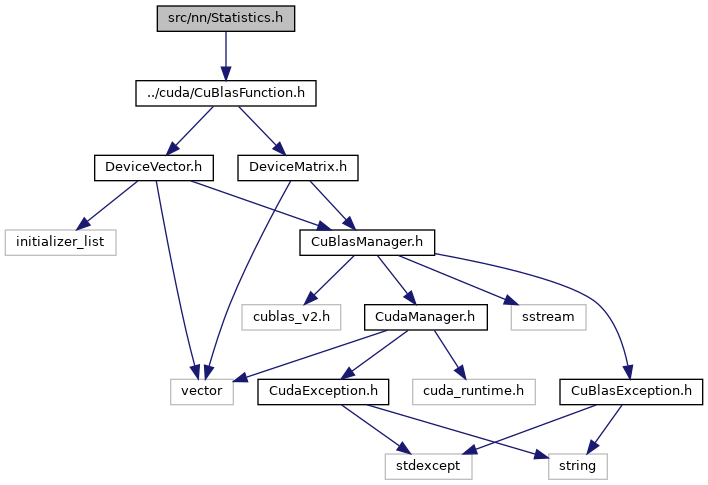 src/nn/Statistics.h
../cuda/CuBlasFunction.h
DeviceVector.h
DeviceMatrix.h
initializer_list
CuBlasManager.h
cublas_v2.h
CudaManager.h
sstream
vector
CudaException.h
cuda_runtime.h
CuBlasException.h
stdexcept
string